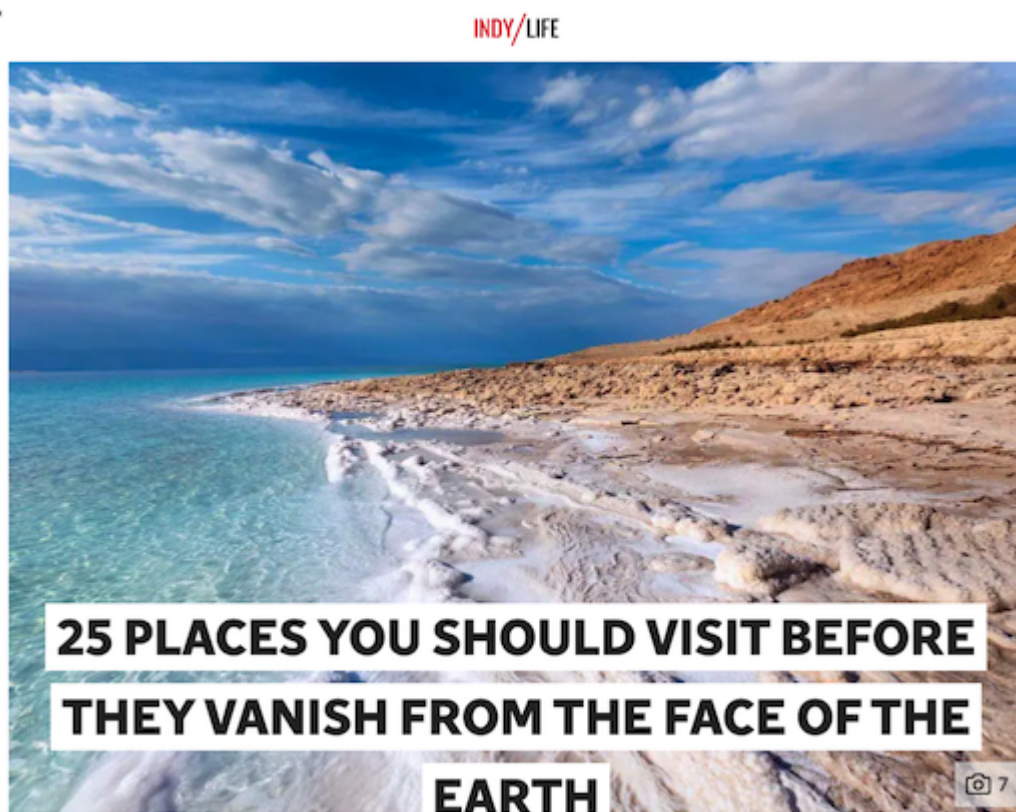 INDY/LIFE
25 PLACES YOU SHOULD VISIT BEFORE
THEY VANISH FROM THE FACE OF THE
EARTH
7